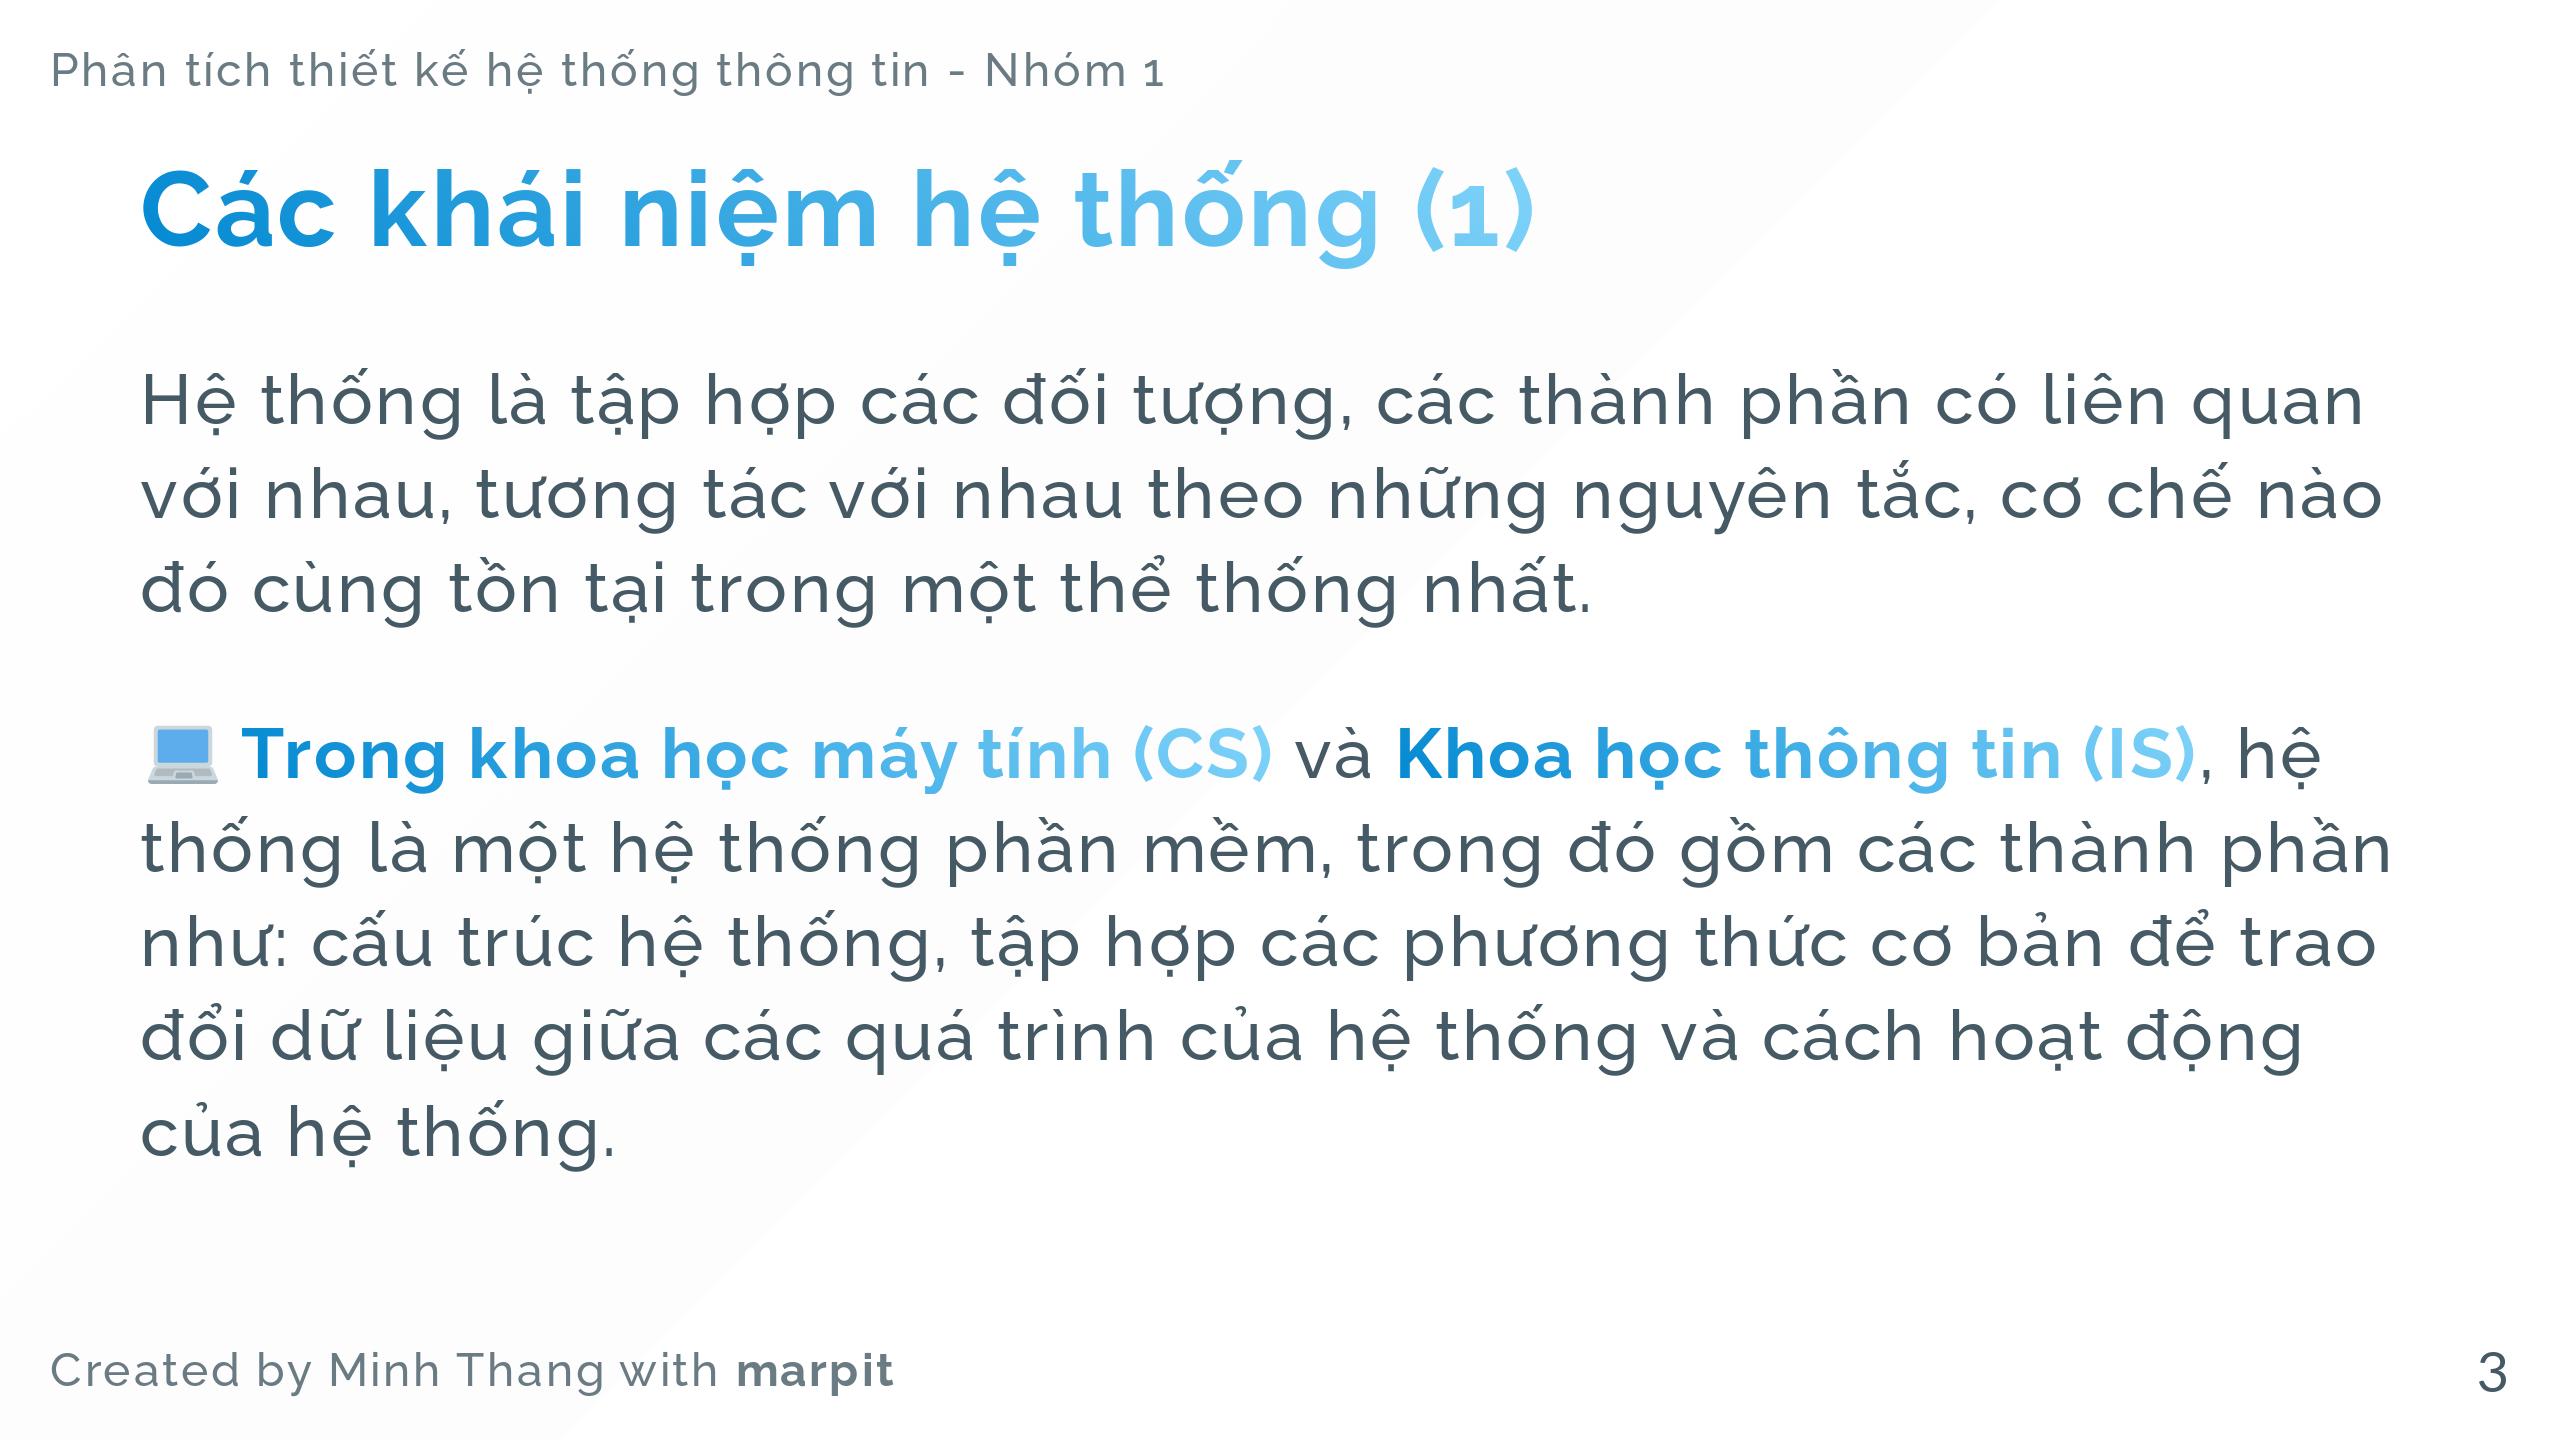 Phân tích thiết kế hệ thống thông tin - Nhóm 1
Các khái niệm hệ thống (1)
Hệ thống là tập hợp các đối tượng, các thành phần có liên quan
với nhau, tương tác với nhau theo những nguyên tắc, cơ chế nào
đó cùng tồn tại trong một thể thống nhất.
💻 Trong khoa học máy tính (CS) và Khoa học thông tin (IS), hệ
thống là một hệ thống phần mềm, trong đó gồm các thành phần
như: cấu trúc hệ thống, tập hợp các phương thức cơ bản để trao
đổi dữ liệu giữa các quá trình của hệ thống và cách hoạt động
của hệ thống.
Created by Minh Thang with marpit
3